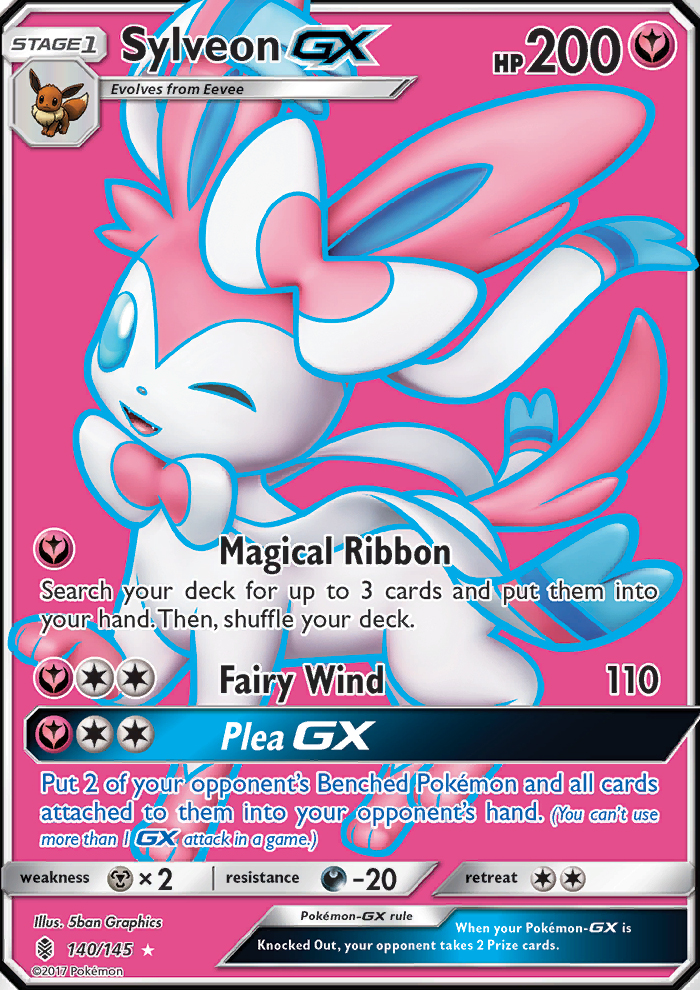 STAGE 1
Sylveon GX
HP 200
Evolves from Eevee
Magical Ribbon
Search your deck for up to 3 cards and put them into
your hand. Then, shuffle your deck.
Fairy Wind 110
Plea GX
Put 2 of your opponent's Benched Pokémon and all cards
attached to them into your opponent's hand. (You can't use
more than 1 GX attack in a game.)
weakness ×2 resistance -20 retreat
Illus. 5ban Graphics
Pokémon-GX rule
When your Pokémon-GX is
Knocked Out, your opponent takes 2 Prize cards.
140/145
©2017 Pokémon